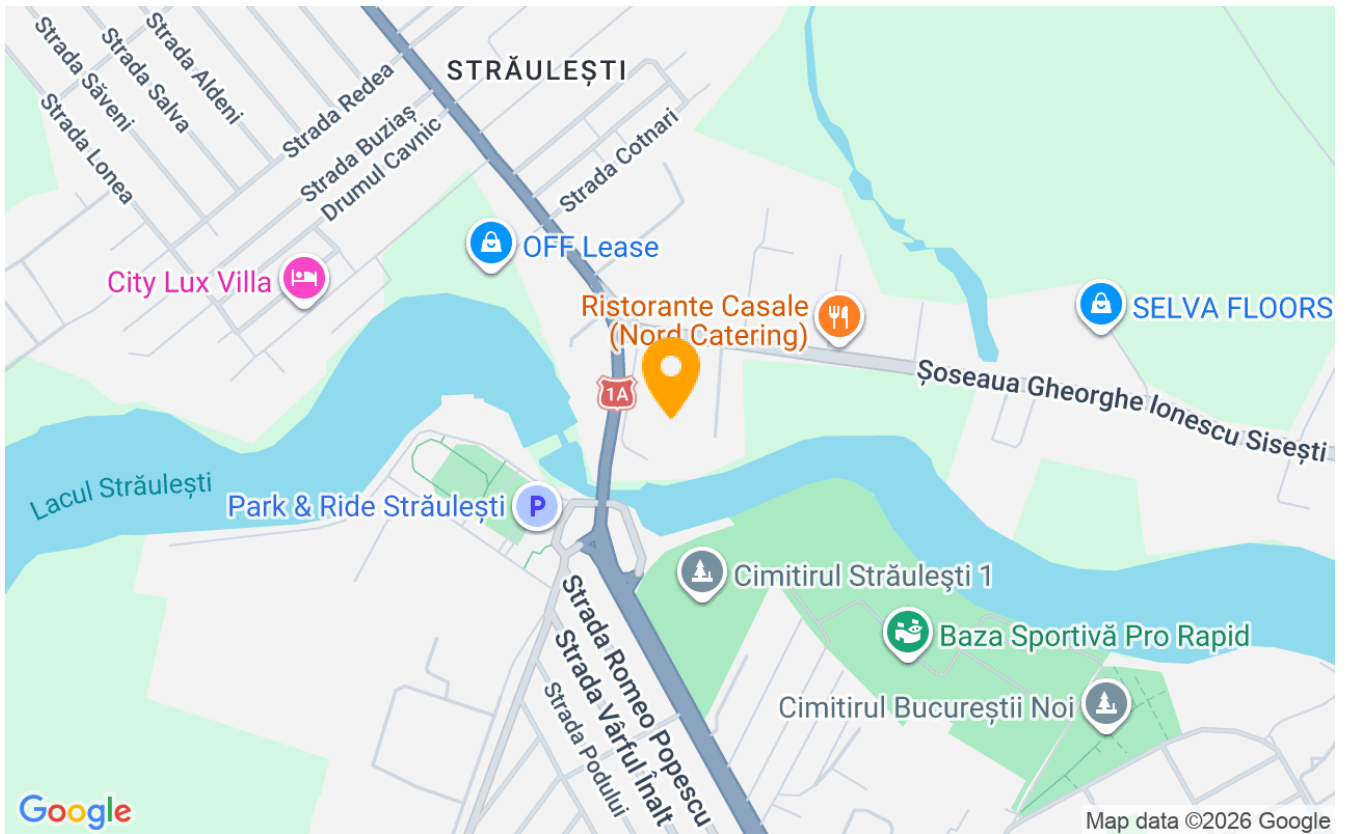 STRĂULEȘTI
Strada Aldeni
Strada Salva
Strada Săveni
Strada Lonea
Strada Redea
Strada Buziaș
Drumul Cavnic
Strada Cotnari
OFF Lease
City Lux Villa
Ristorante Casale
(Nord Catering)
SELVA FLOORS
1A
Șoseaua Gheorghe Ionescu Sisești
Lacul Străulești
Park & Ride Străulești
P
Cimitirul Străuleşti 1
Baza Sportivă Pro Rapid
Cimitirul Bucureștii Noi
Strada Romeo Popescu
Strada Vârful Înalt
Strada Podului
Google
Map data ©2026 Google